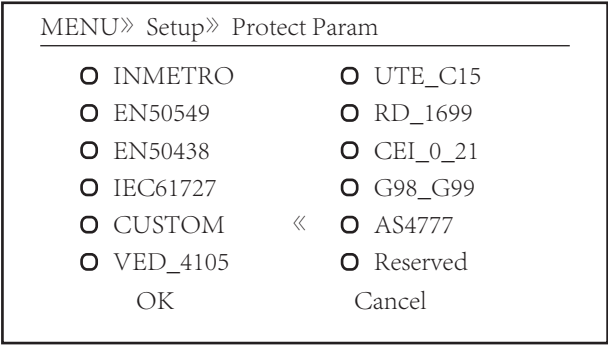 MENU》 Setup》 Protect Param
INMETRO UTE_C15
EN50549 RD_1699
EN50438 CEI_0_21
IEC61727 G98_G99
CUSTOM 《 AS4777
VED_4105 Reserved
OK Cancel